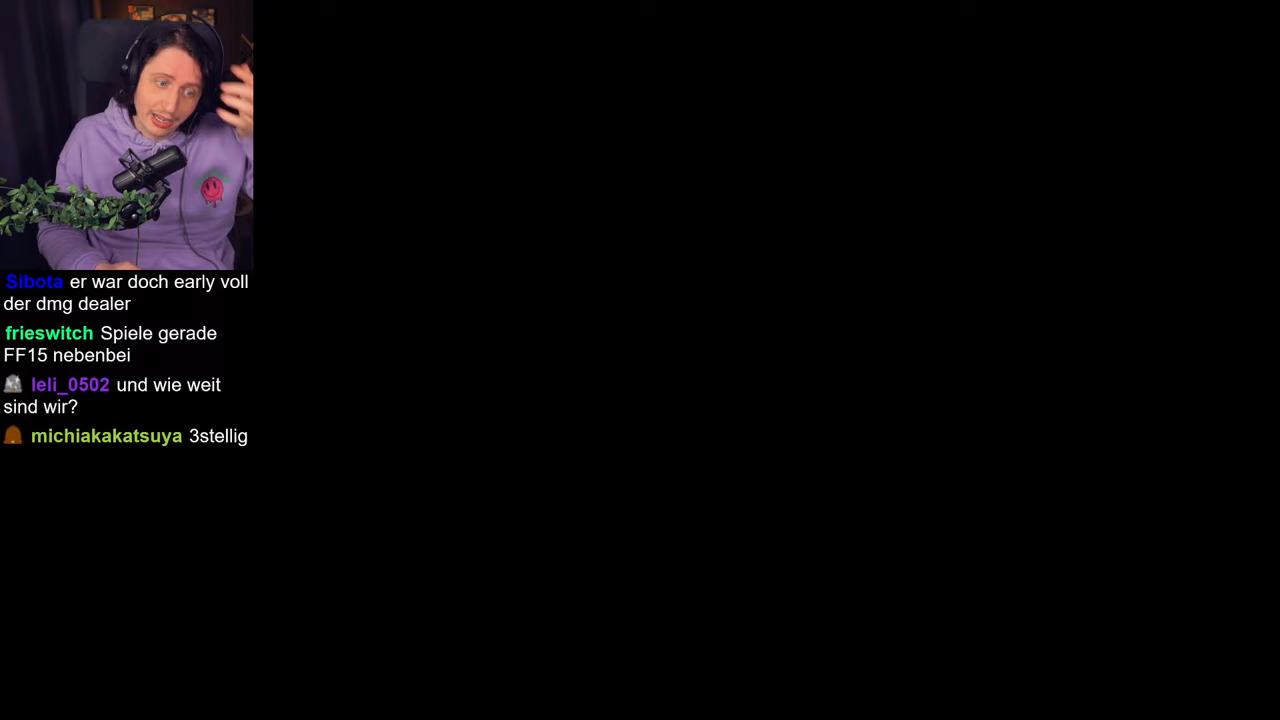 Sibota er war doch early voll
der dmg dealer
frieswitch Spiele gerade
FF15 nebenbei
leli_0502 und wie weit
sind wir?
michiakakatsuya 3stellig